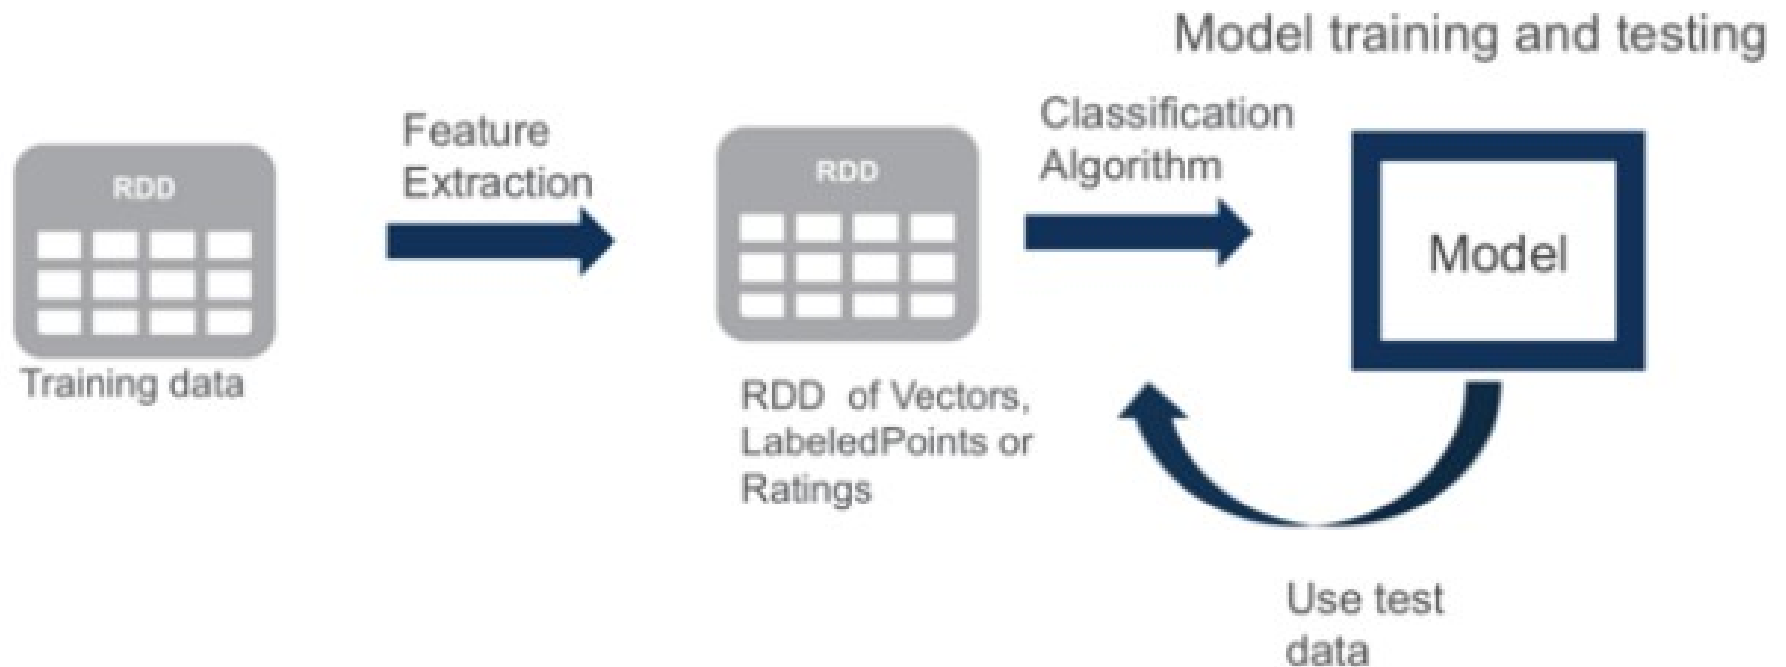 Model training and testing
Feature
Extraction
Classification
Algorithm
RDD
RDD
Model
Training data
RDD of Vectors,
LabeledPoints or
Ratings
Use test
data